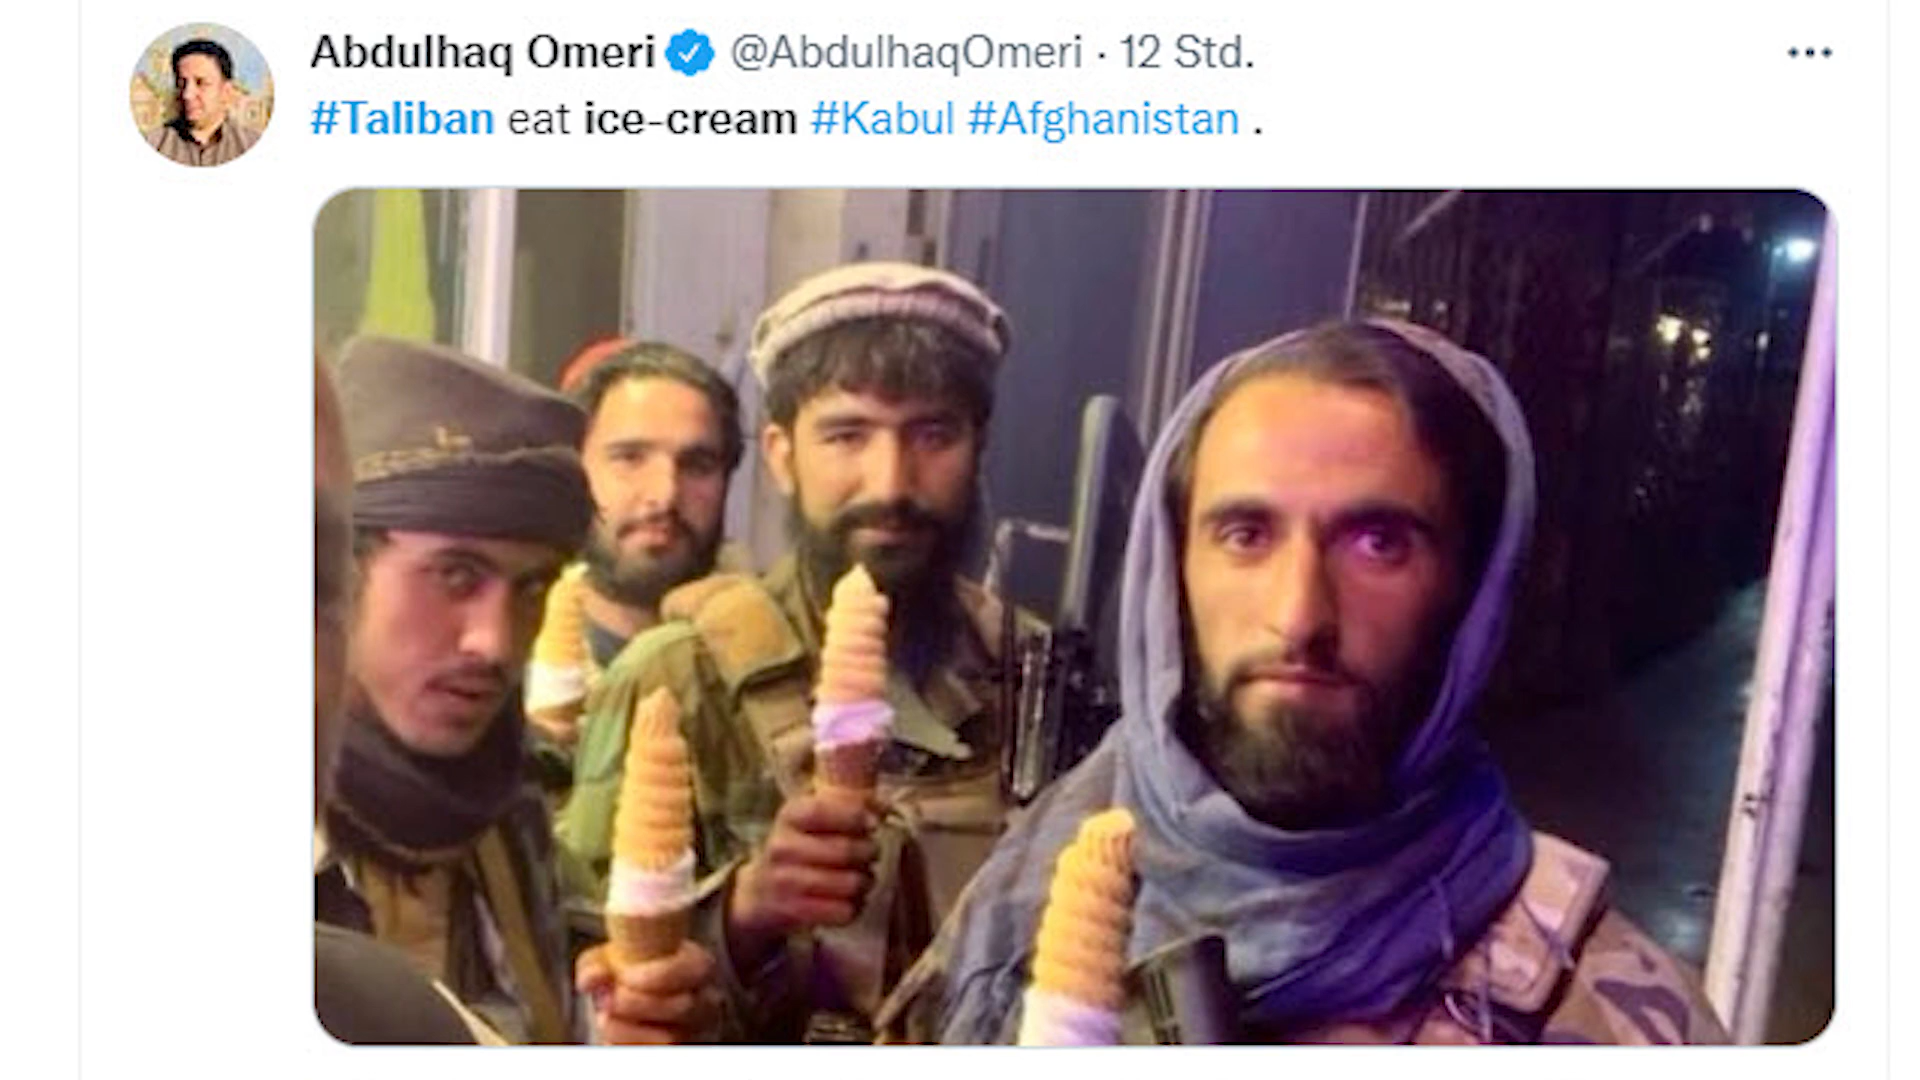 Abdulhaq Omeri @AbdulhaqOmeri · 12 Std.
#Taliban eat ice-cream #Kabul #Afghanistan .